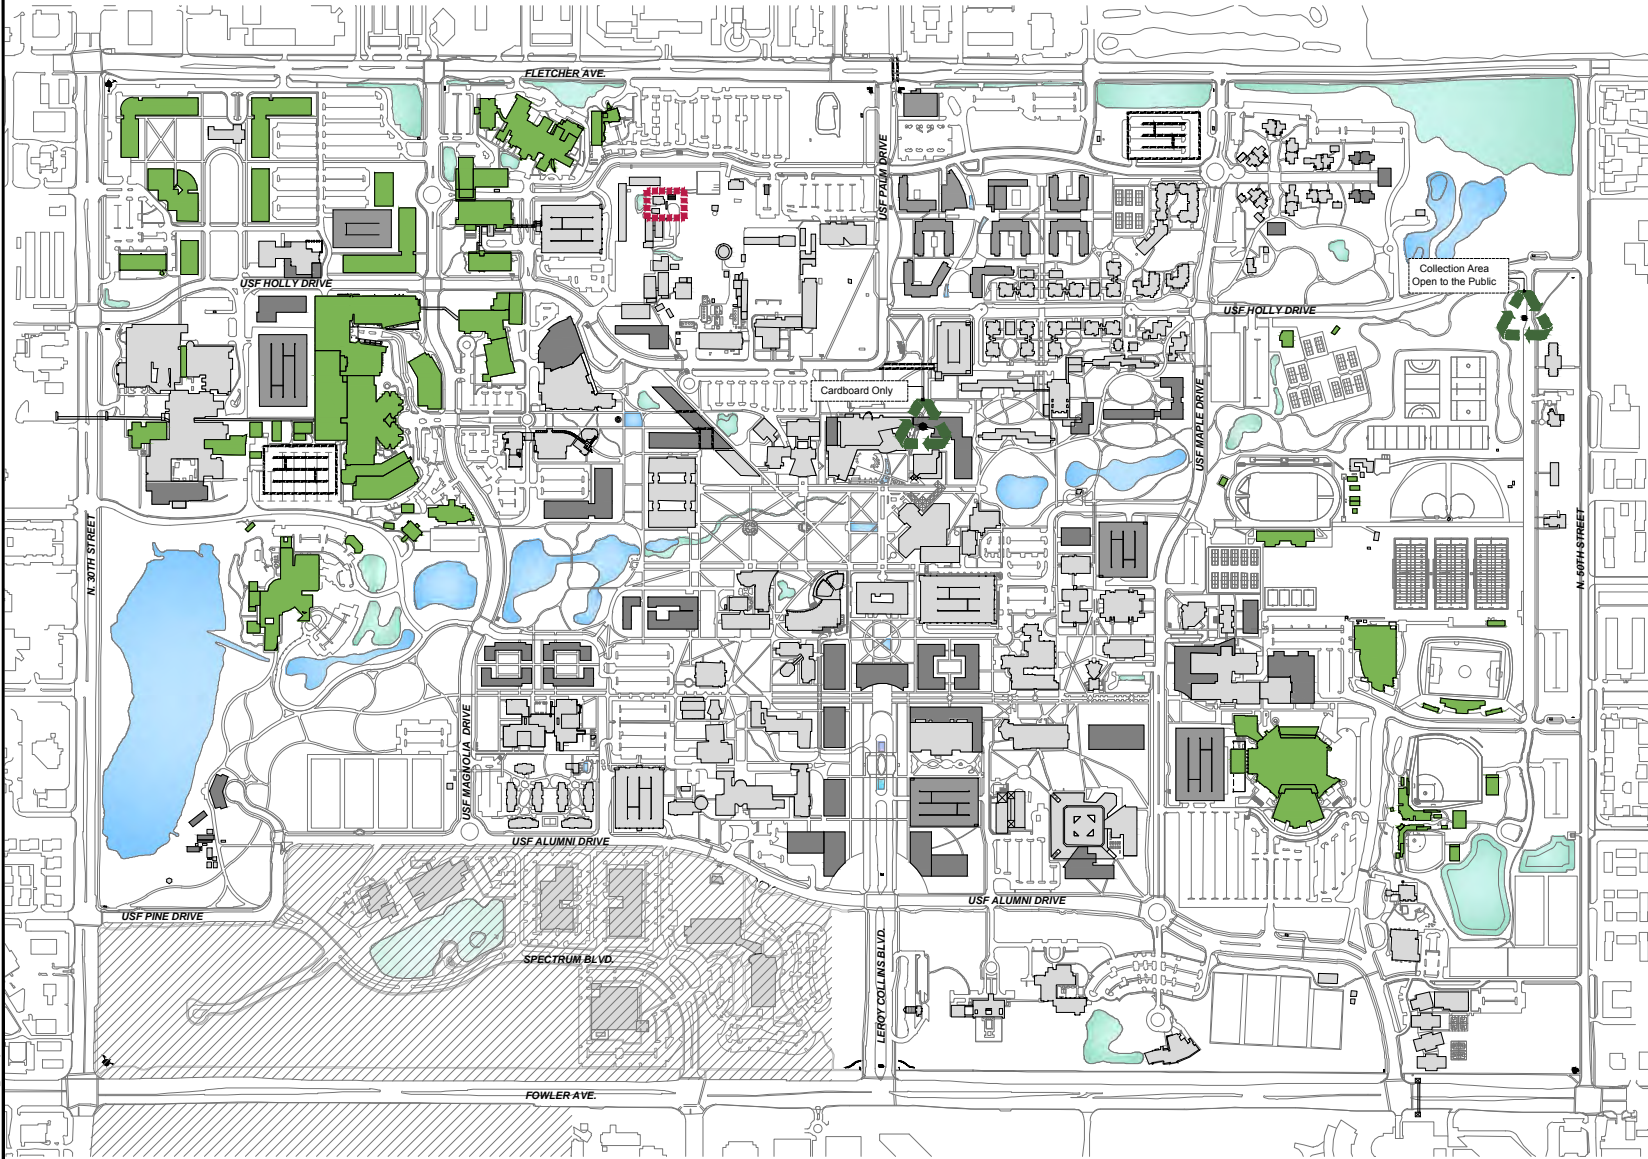 FLETCHER AVE.
USF PALM DRIVE
Collection Area
Open to the Public
USF HOLLY DRIVE
USF HOLLY DRIVE
Cardboard Only
USF MAPLE DRIVE
N. 30TH STREET
N. 50TH STREET
USF MAGNOLIA DRIVE
USF ALUMNI DRIVE
USF ALUMNI DRIVE
USF PINE DRIVE
SPECTRUM BLVD.
LEROY COLLINS BLVD.
FOWLER AVE.